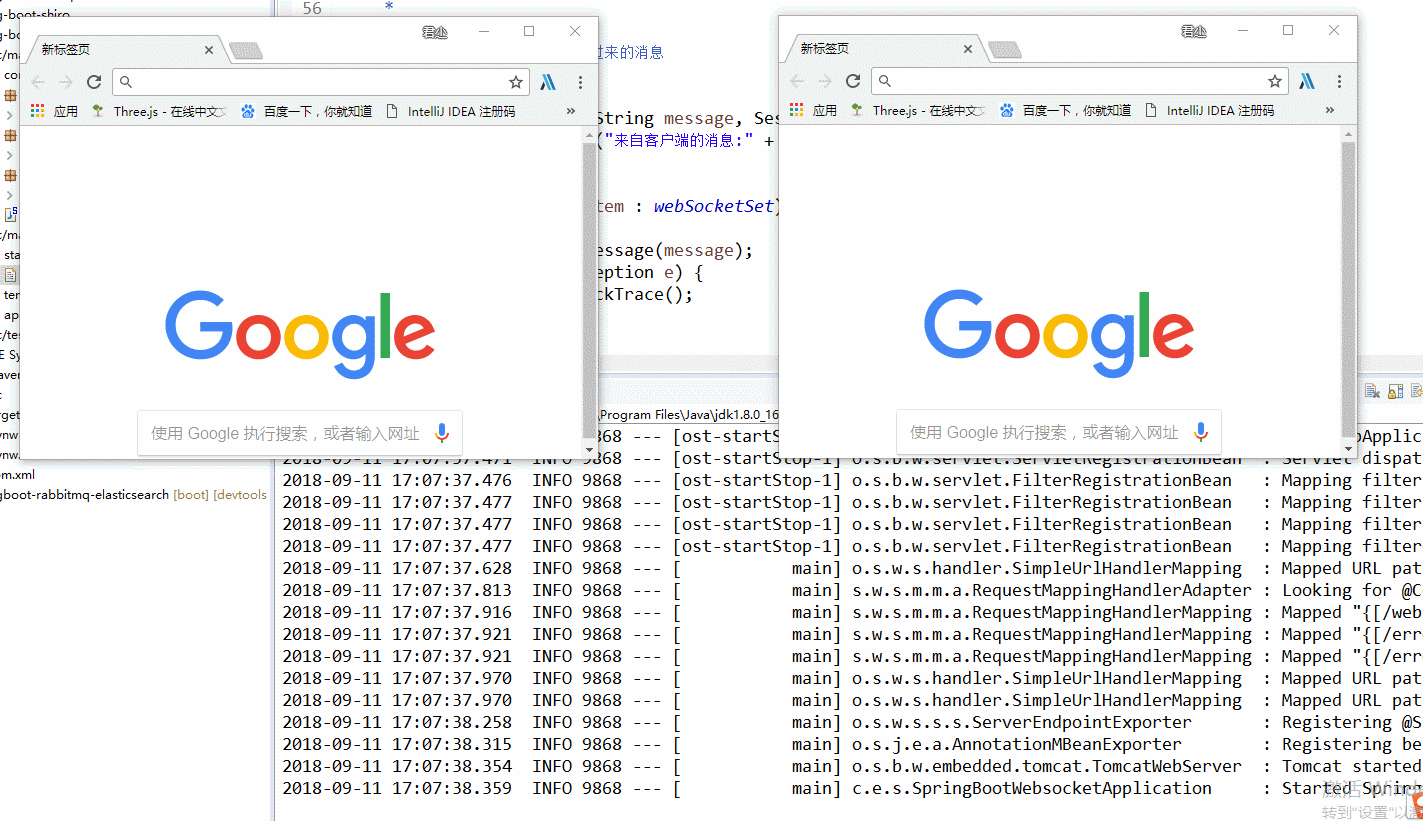 g-boot-shiro
56
*
君尐
新标签页
应用
Three.js - 在线中文
百度一下，你就知道
IntelliJ IDEA 注册码
»
Google
使用 Google 执行搜索，或者输入网址
君尐
新标签页
应用
Three.js - 在线中文
百度一下，你就知道
IntelliJ IDEA 注册码
»
Google
使用 Google 执行搜索，或者输入网址
过来的消息
String message, Ses
("来自客户端的消息:" +
tem : webSocketSet)
essage(message);
eption e) {
ckTrace();
g-bo
t/ma
co
t/ma
sta
ter
ap
t/te
E Sy
aven
t
rget
vnw
vnw
m.xml
gboot-rabbitmq-elasticsearch [boot] [devtools
\Program Files\Java\jdk1.8.0_16
868 --- [ost-startS
bApplic
2018-09-11 17:07:37.471  INFO 9868 --- [ost-startStop-1] o.s.b.w.servlet.ServletRegistrationBean   : Servlet dispat
2018-09-11 17:07:37.476  INFO 9868 --- [ost-startStop-1] o.s.b.w.servlet.FilterRegistrationBean   : Mapping filter
2018-09-11 17:07:37.477  INFO 9868 --- [ost-startStop-1] o.s.b.w.servlet.FilterRegistrationBean   : Mapping filter
2018-09-11 17:07:37.477  INFO 9868 --- [ost-startStop-1] o.s.b.w.servlet.FilterRegistrationBean   : Mapping filter
2018-09-11 17:07:37.477  INFO 9868 --- [ost-startStop-1] o.s.b.w.servlet.FilterRegistrationBean   : Mapping filter
2018-09-11 17:07:37.628  INFO 9868 --- [           main] o.s.w.s.handler.SimpleUrlHandlerMapping  : Mapped URL pat
2018-09-11 17:07:37.813  INFO 9868 --- [           main] s.w.s.m.m.a.RequestMappingHandlerAdapter : Looking for @Co
2018-09-11 17:07:37.916  INFO 9868 --- [           main] s.w.s.m.m.a.RequestMappingHandlerMapping : Mapped "{[/web
2018-09-11 17:07:37.921  INFO 9868 --- [           main] s.w.s.m.m.a.RequestMappingHandlerMapping : Mapped "{[/err
2018-09-11 17:07:37.921  INFO 9868 --- [           main] s.w.s.m.m.a.RequestMappingHandlerMapping : Mapped "{[/err
2018-09-11 17:07:37.970  INFO 9868 --- [           main] o.s.w.s.handler.SimpleUrlHandlerMapping  : Mapped URL pat
2018-09-11 17:07:37.970  INFO 9868 --- [           main] o.s.w.s.handler.SimpleUrlHandlerMapping  : Mapped URL pat
2018-09-11 17:07:38.258  INFO 9868 --- [           main] o.s.w.s.s.s.ServerEndpointExporter       : Registering @S
2018-09-11 17:07:38.315  INFO 9868 --- [           main] o.s.j.e.a.AnnotationMBeanExporter        : Registering be
2018-09-11 17:07:38.354  INFO 9868 --- [           main] o.s.b.w.embedded.tomcat.TomcatWebServer  : Tomcat started
2018-09-11 17:07:38.359  INFO 9868 --- [           main] c.e.s.SpringBootWebsocketApplication     : Started Spring
激活 Wind
转到"设置"以激